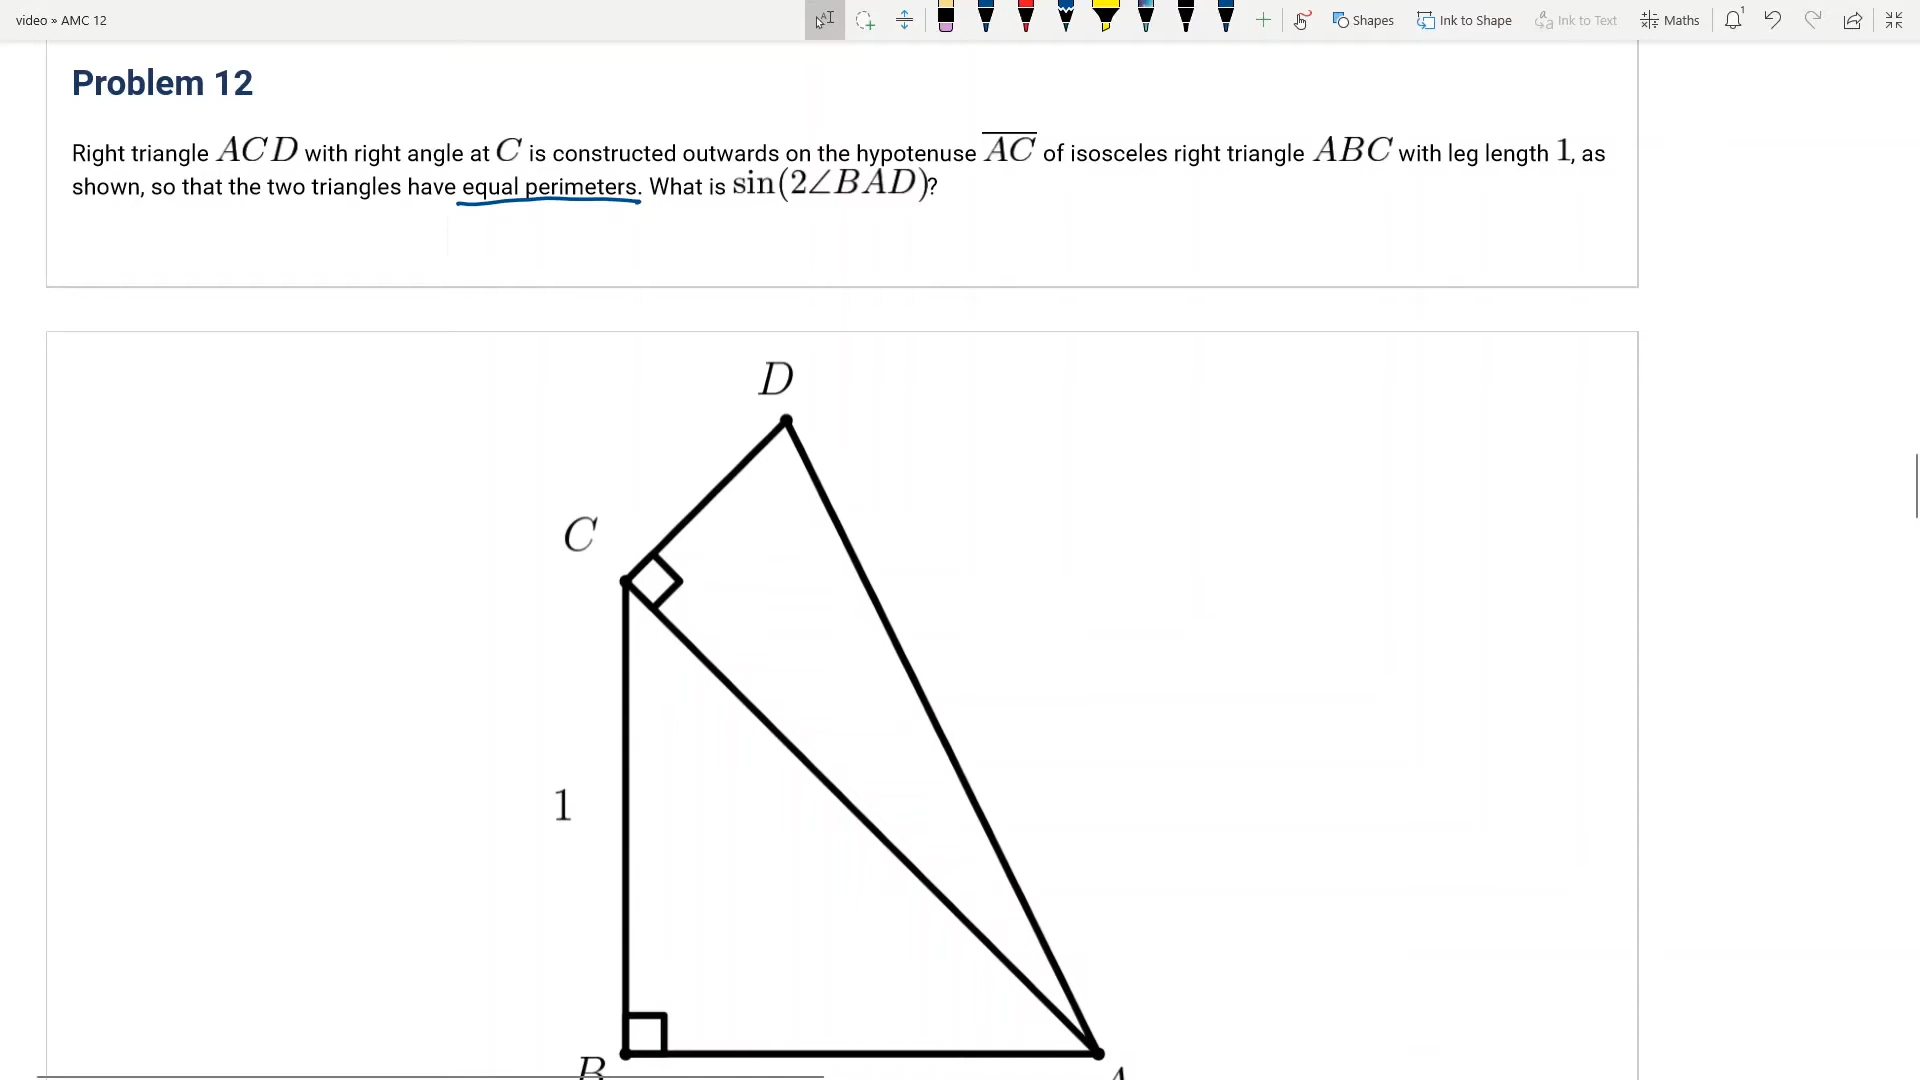 video » AMC 12
Shapes
Ink to Shape
Ink to Text
Maths
1
Problem 12
Right triangle ACD with right angle at C is constructed outwards on the hypotenuse \overline{AC} of isosceles right triangle ABC with leg length 1, as
shown, so that the two triangles have equal perimeters. What is sin(2∠BAD)?
D
C
1
B
A